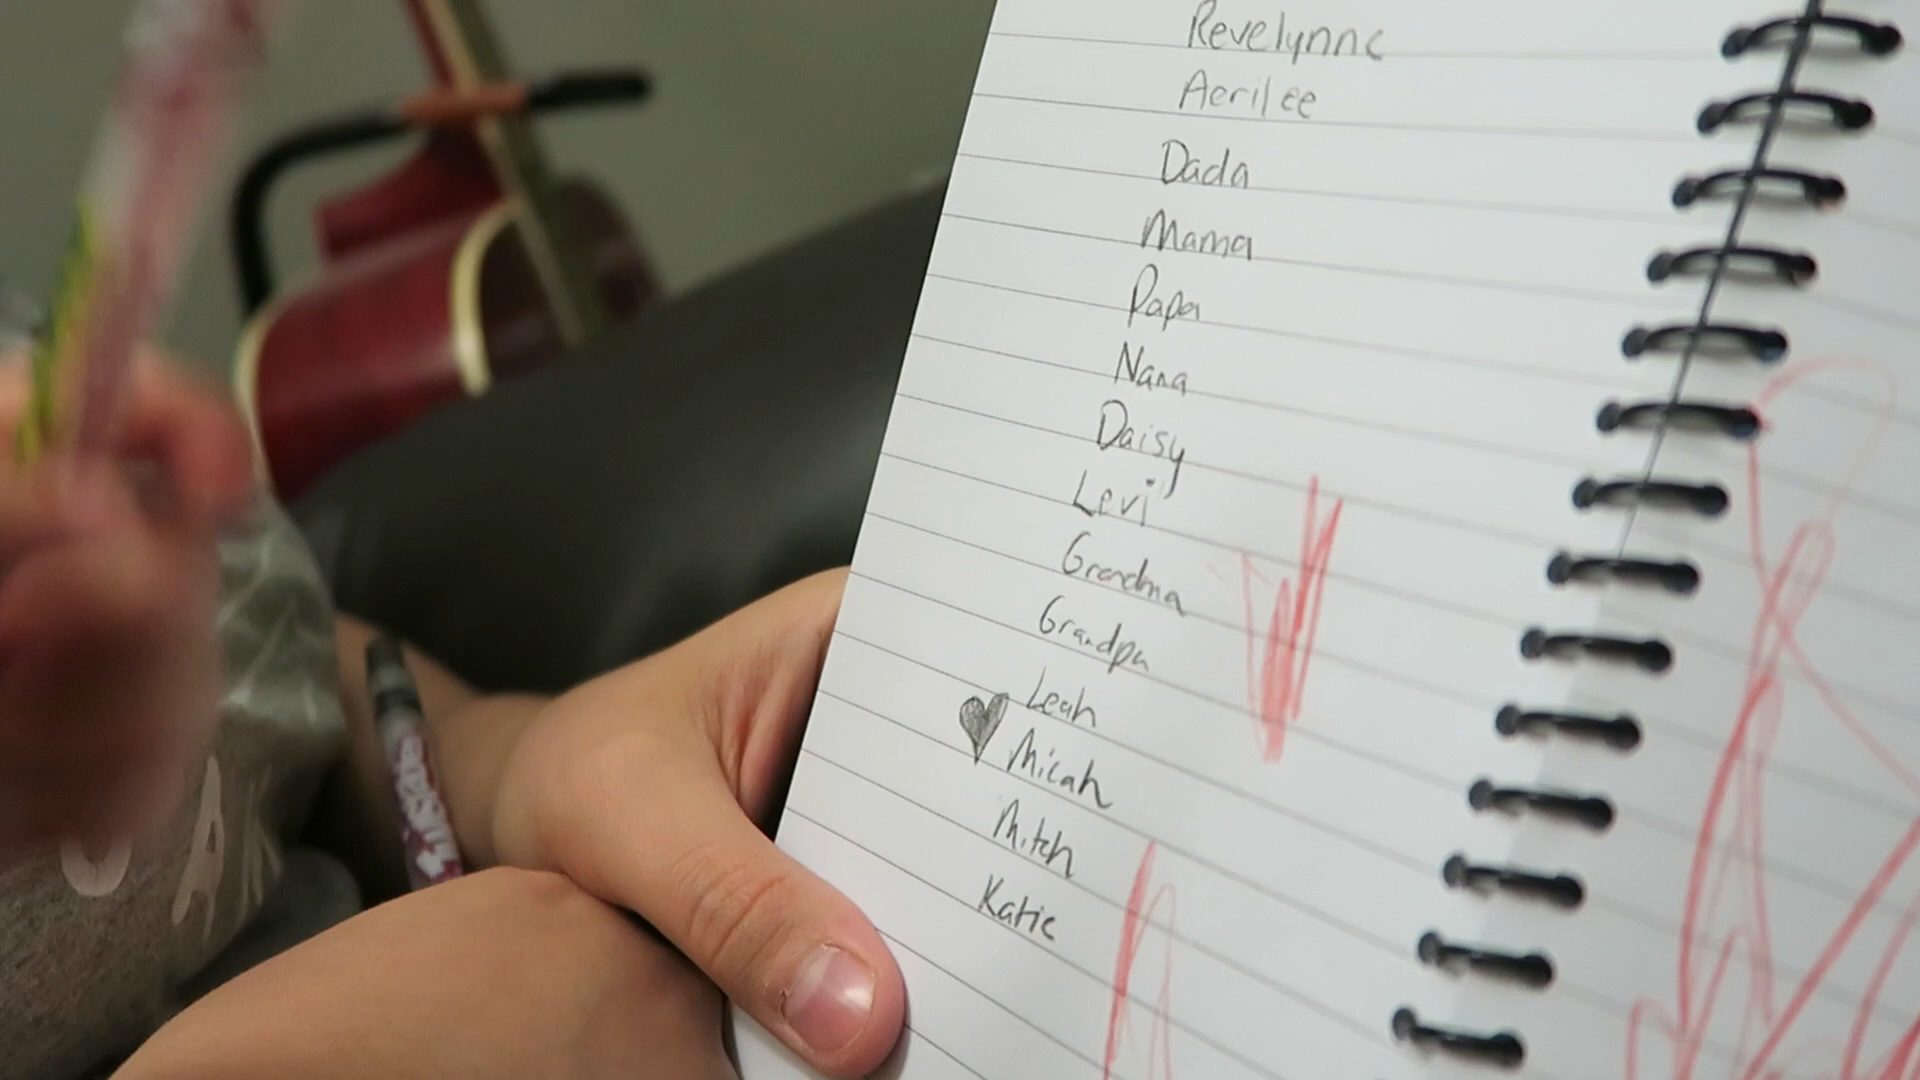 Revelynne
Aerilee
Dada
Mama
Papa
Nana
Daisy
Levi
Grandma
Grandpa
Leah
Micah
Mitch
Katie